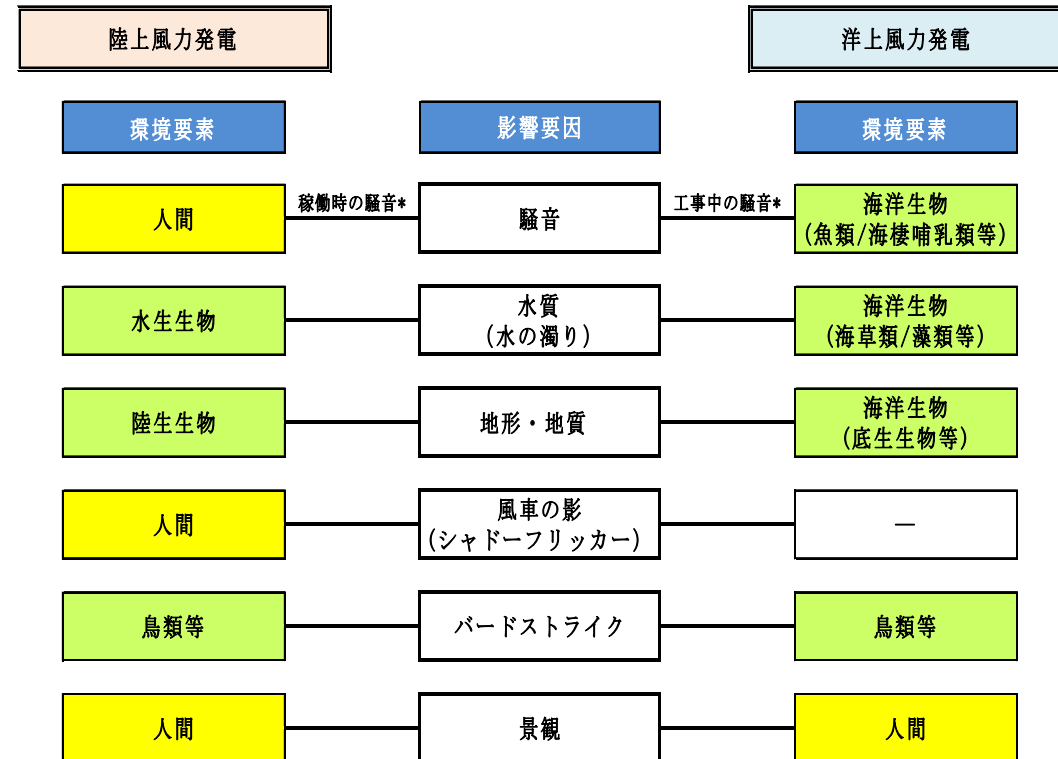 陸上風力発電
洋上風力発電
環境要素
影響要因
環境要素
人間
稼働時の騒音*
騒音
工事中の騒音*
海洋生物
(魚類/海棲哺乳類等)
水生生物
水質
(水の濁り)
海洋生物
(海草類/藻類等)
陸生生物
地形・地質
海洋生物
(底生生物等)
人間
風車の影
(シャドーフリッカー)
―
鳥類等
バードストライク
鳥類等
人間
景観
人間